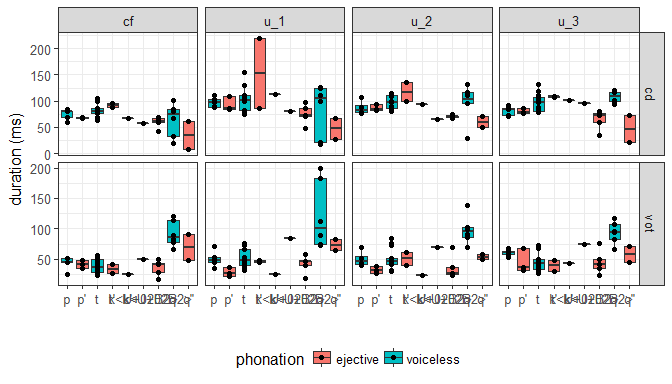 cf u_1 u_2 u_3
duration (ms)
200
150
100
50
0
cd
200
150
100
50
vot
p p' t
p p' t
p p' t
p p' t
phonation ejective voiceless